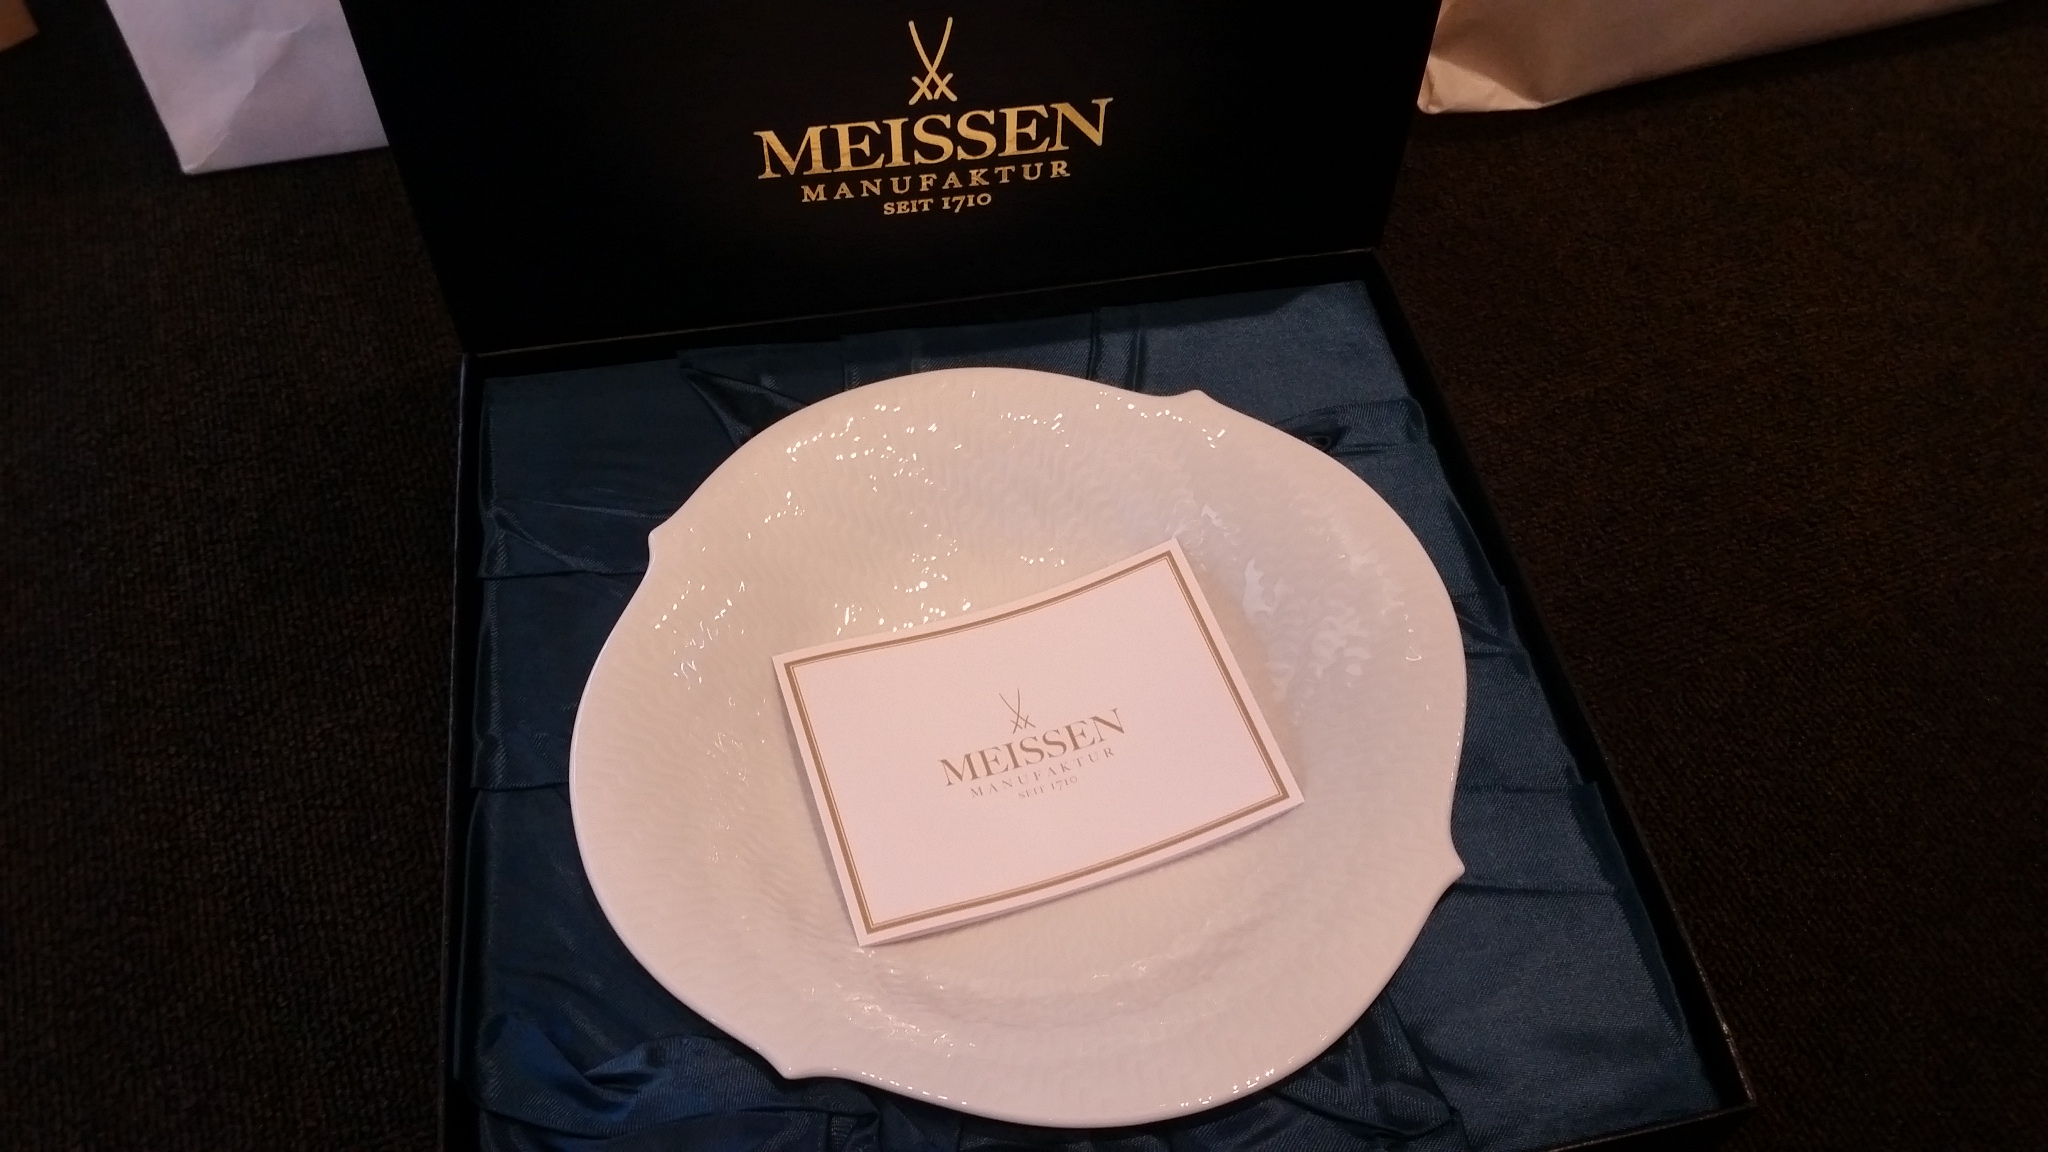 MEISSEN
MANUFAKTUR
SEIT 1710
MEISSEN
MANUFAKTUR
SEIT 1710